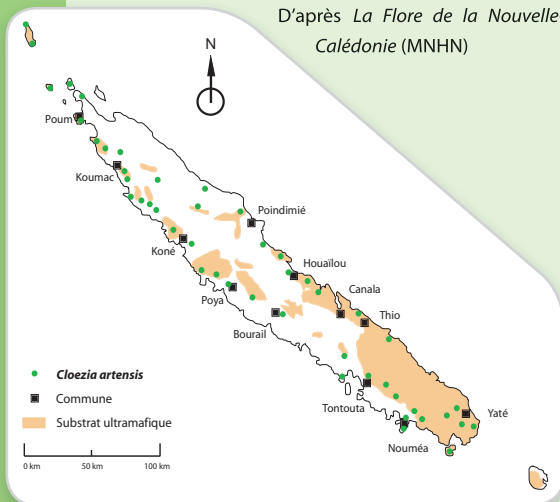 D'après La Flore de la Nouvelle
Calédonie (MNHN)
N
Poum
Koumac
Poindimié
Koné
Houaïlou
Canala
Poya
Thio
Bourail
Cloezia artensis
Commune
Tontouta
Yaté
Substrat ultramafique
Nouméa
0 km 50 km 100 km